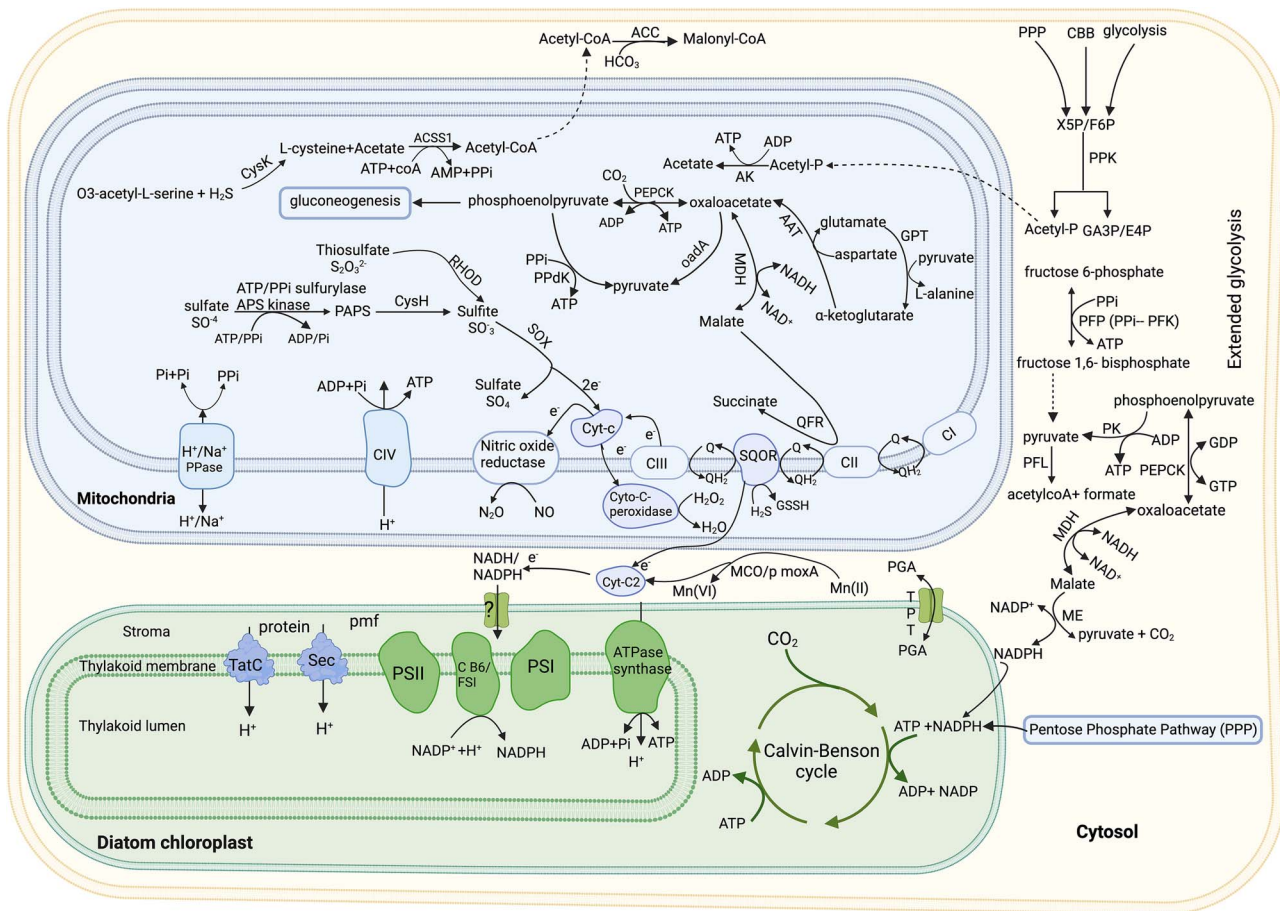 Acetyl-CoA
ACC
Malonyl-CoA
HCO3
PPP
CBB
glycolysis
X5P/F6P
PPK
Acetyl-P
GA3P/E4P
Extended glycolysis
O3-acetyl-L-serine + H2S
CysK
L-cysteine+Acetate
ACSS1
Acetyl-CoA
ATP+coA
AMP+PPi
ATP
ADP
Acetate
Acetyl-P
AK
gluconeogenesis
phosphoenolpyruvate
CO2
PEPCK
ADP
ATP
oxaloacetate
AAT
glutamate
aspartate
GPT
pyruvate
L-alanine
α-ketoglutarate
PPi
PPdK
ATP
pyruvate
oadA
MDH
NADH
NAD+
Malate
Thiosulfate
S2O3²⁻
RHOD
sulfate
SO-4
ATP/PPi sulfurylase
APS kinase
ATP/PPi
ADP/Pi
PAPS
CysH
Sulfite
SO-3
SOX
Sulfate
SO4
2e-
Pi+Pi
PPi
H+/Na+
PPase
H+/Na+
ADP+Pi
ATP
CIV
H+
Nitric oxide
reductase
N2O
NO
e-
Cyt-c
e-
e-
Cyto-C-
peroxidase
H2O2
H2O
CIII
Q
QH2
SQOR
H2S
GSSH
Q
QH2
Succinate
QFR
CII
Q
QH2
CI
Mitochondria
fructose 6-phosphate
PPi
PFP (PPi-- PFK)
ATP
fructose 1,6- bisphosphate
phosphoenolpyruvate
pyruvate
PK
ADP
ATP
PEPCK
GDP
GTP
PFL
acetylcoA+ formate
oxaloacetate
MDH
NADH
NAD+
Malate
NADP+
ME
pyruvate + CO2
NADPH
NADH/
NADPH
e-
Cyt-C2
e-
MCO/p moxA
Mn(VI)
Mn(II)
PGA
T
P
T
PGA
?
Stroma
protein
pmf
Thylakoid membrane
TatC
Sec
PSII
C B6/
FSI
PSI
ATPase
synthase
Thylakoid lumen
H+
H+
NADP+ +H+
NADPH
ADP+Pi
ATP
H+
CO2
Calvin-Benson
cycle
ATP +NADPH
ADP+ NADP
ADP
ATP
Pentose Phosphate Pathway (PPP)
Diatom chloroplast
Cytosol